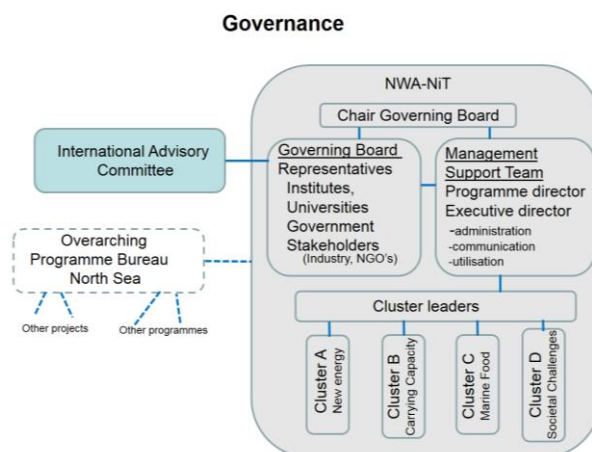 Governance
NWA-NiT
Chair Governing Board
International Advisory
Committee
Governing Board
Representatives
Institutes,
Universities
Government
Stakeholders
(Industry, NGO's)
Management
Support Team
Programme director
Executive director
-administration
-communication
-utilisation
Overarching
Programme Bureau
North Sea
Other projects
Other programmes
Cluster leaders
Cluster A
New energy
Cluster B
Carrying Capacity
Cluster C
Marine Food
Cluster D
Societal Challenges